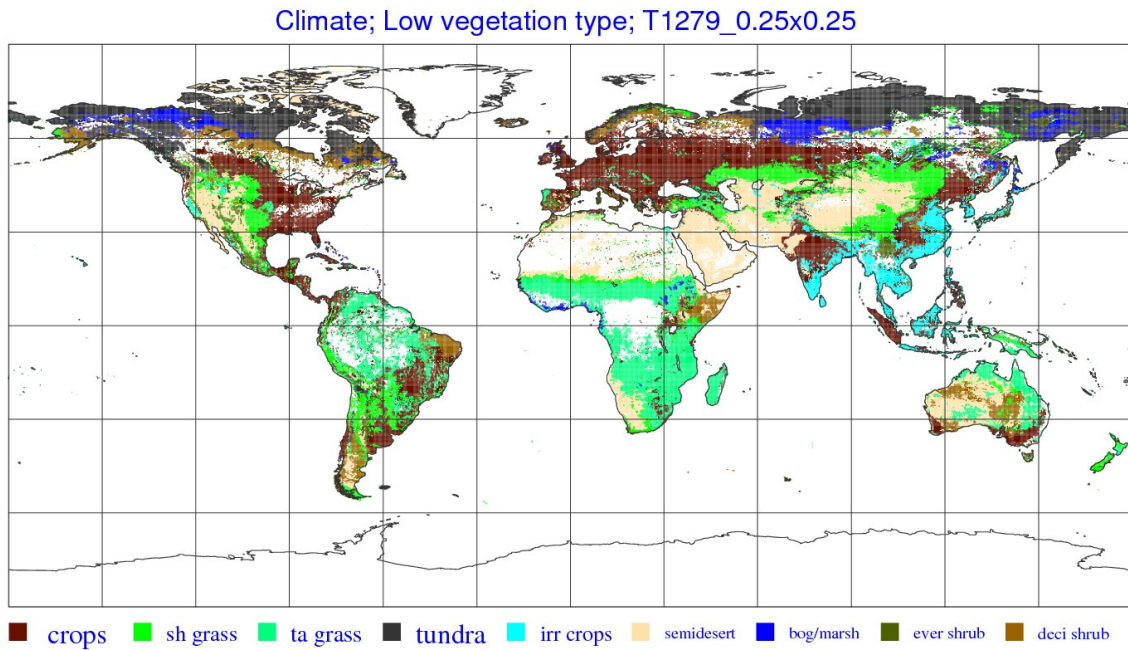 Climate; Low vegetation type; T1279_0.25x0.25
crops sh grass ta grass tundra irr crops semidesert bog/marsh ever shrub deci shrub